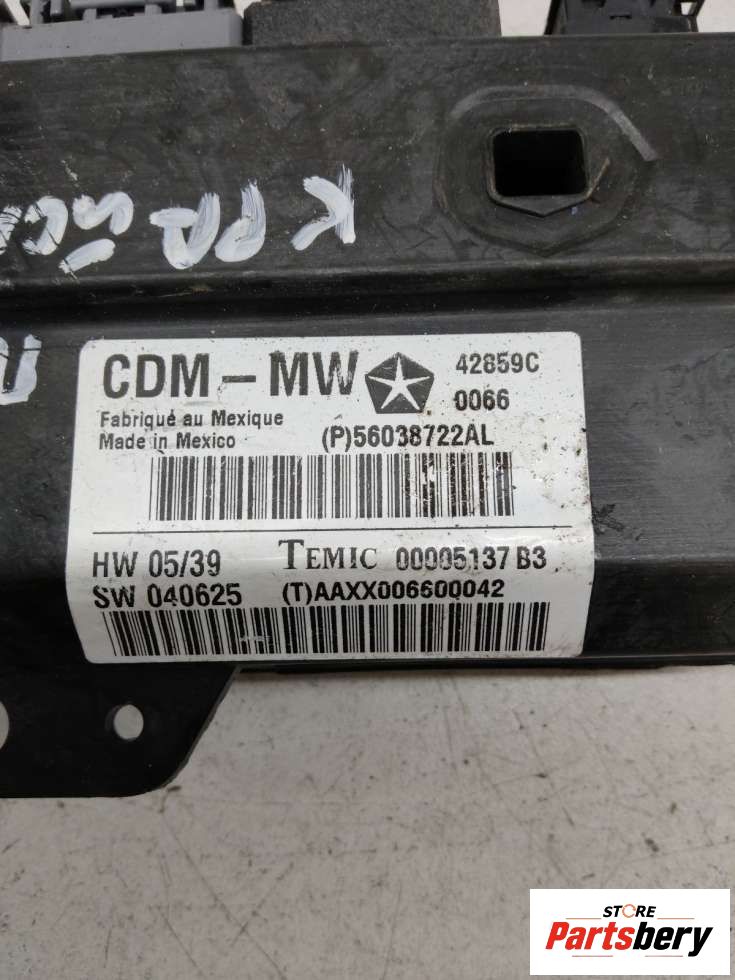 CDM – MW
42859C
0066
Fabriqué au Mexique
Made in Mexico
(P)56038722AL
HW 05/39
TEMIC 00005137 B3
SW 040625
(T)AAXX006600042
STORE
Partsbery